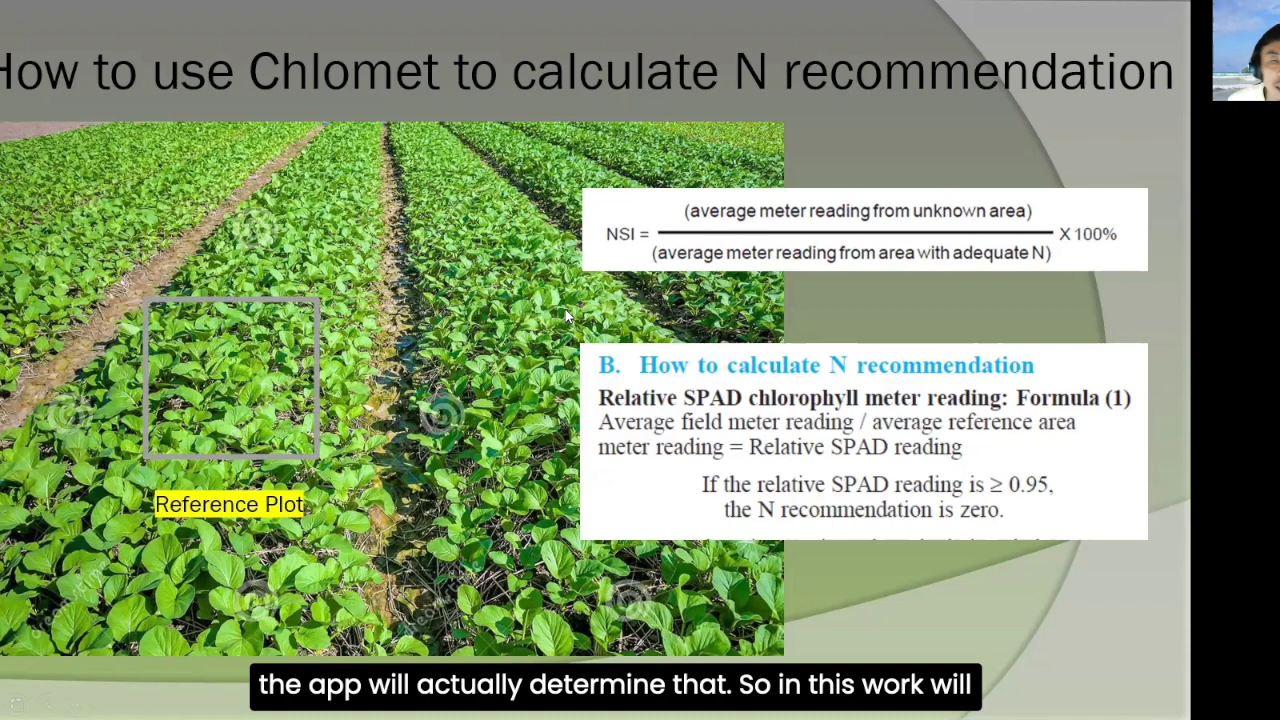 How to use Chlomet to calculate N recommendation
(average meter reading from unknown area)
NSI =
X 100%
(average meter reading from area with adequate N)
B. How to calculate N recommendation
Relative SPAD chlorophyll meter reading: Formula (1)
Average field meter reading / average reference area
meter reading = Relative SPAD reading
If the relative SPAD reading is ≥ 0.95,
the N recommendation is zero.
Reference Plot
the app will actually determine that. So in this work will